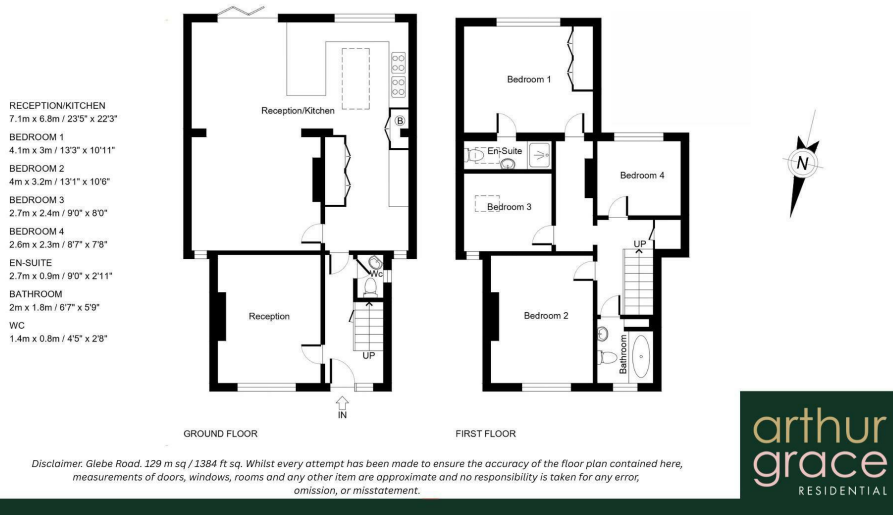 RECEPTION/KITCHEN
7.1m x 6.8m / 23'5" x 22'3"
BEDROOM 1
4.1m x 3m / 13'3" x 10'11"
BEDROOM 2
4m x 3.2m / 13'1" x 10'6"
BEDROOM 3
2.7m x 2.4m / 9'0" x 8'0"
BEDROOM 4
2.6m x 2.3m / 8'7" x 7'8"
EN-SUITE
2.7m x 0.9m / 9'0" x 2'11"
BATHROOM
2m x 1.8m / 6'7" x 5'9"
WC
1.4m x 0.8m / 4'5" x 2'8"
Reception/Kitchen
B
Wc
Reception
UP
IN
GROUND FLOOR
Bedroom 1
En-Suite
Bedroom 4
Bedroom 3
UP
Bedroom 2
Bathroom
FIRST FLOOR
N
Disclaimer. Glebe Road. 129 m sq / 1384 ft sq. Whilst every attempt has been made to ensure the accuracy of the floor plan contained here,
measurements of doors, windows, rooms and any other item are approximate and no responsibility is taken for any error,
omission, or misstatement.
arthur
grace
RESIDENTIAL